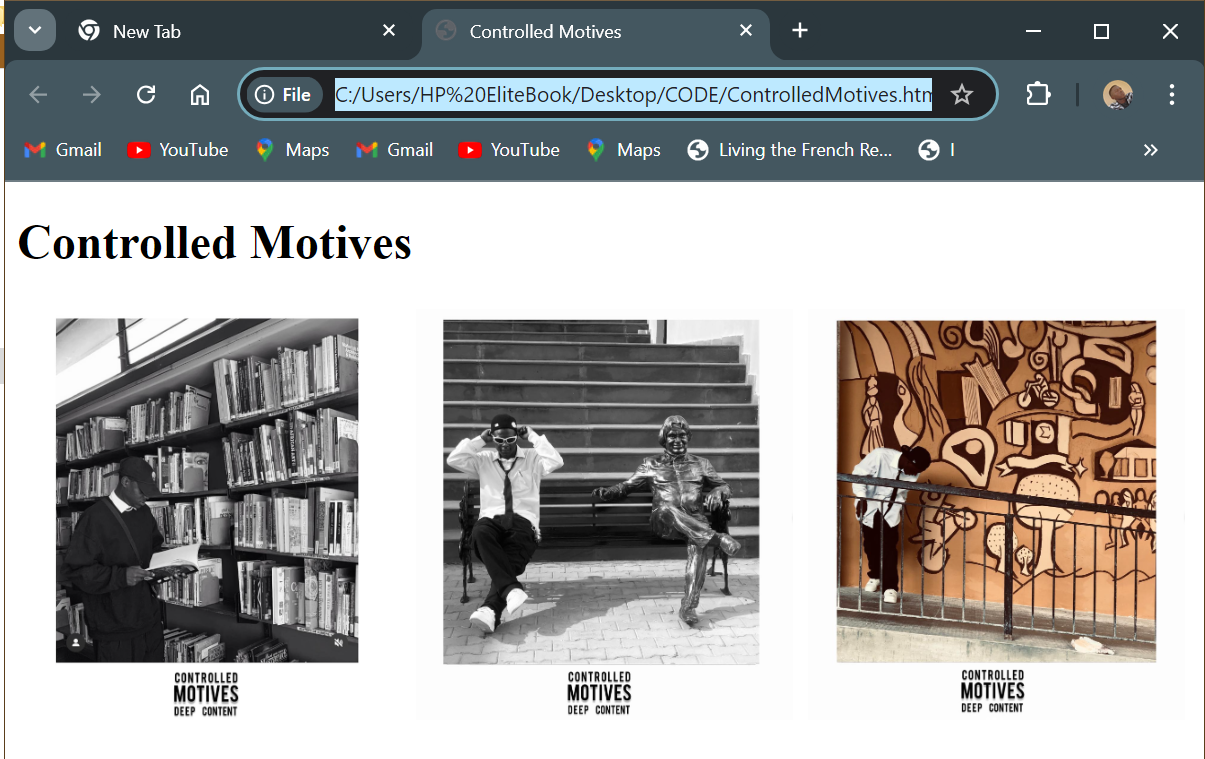 New Tab
Controlled Motives
File
C:/Users/HP%20EliteBook/Desktop/CODE/ControlledMotives.htm
Gmail
YouTube
Maps
Gmail
YouTube
Maps
Living the French Re...
I
Controlled Motives
CONTROLLED
MOTIVES
DEEP CONTENT
CONTROLLED
MOTIVES
DEEP CONTENT
CONTROLLED
MOTIVES
DEEP CONTENT